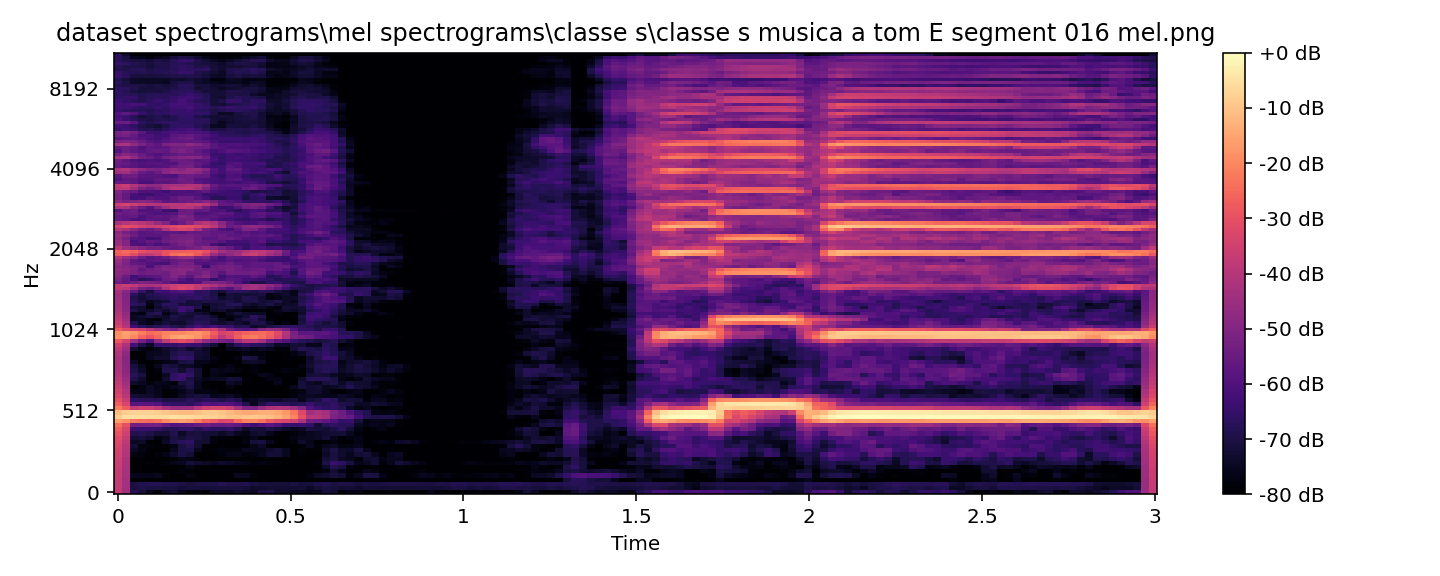 dataset spectrograms\mel spectrograms\classe s\classe s musica a tom E segment 016 mel.png
Hz
8192
4096
2048
1024
512
0
0
0.5
1
1.5
2
2.5
3
Time
+0 dB
-10 dB
-20 dB
-30 dB
-40 dB
-50 dB
-60 dB
-70 dB
-80 dB